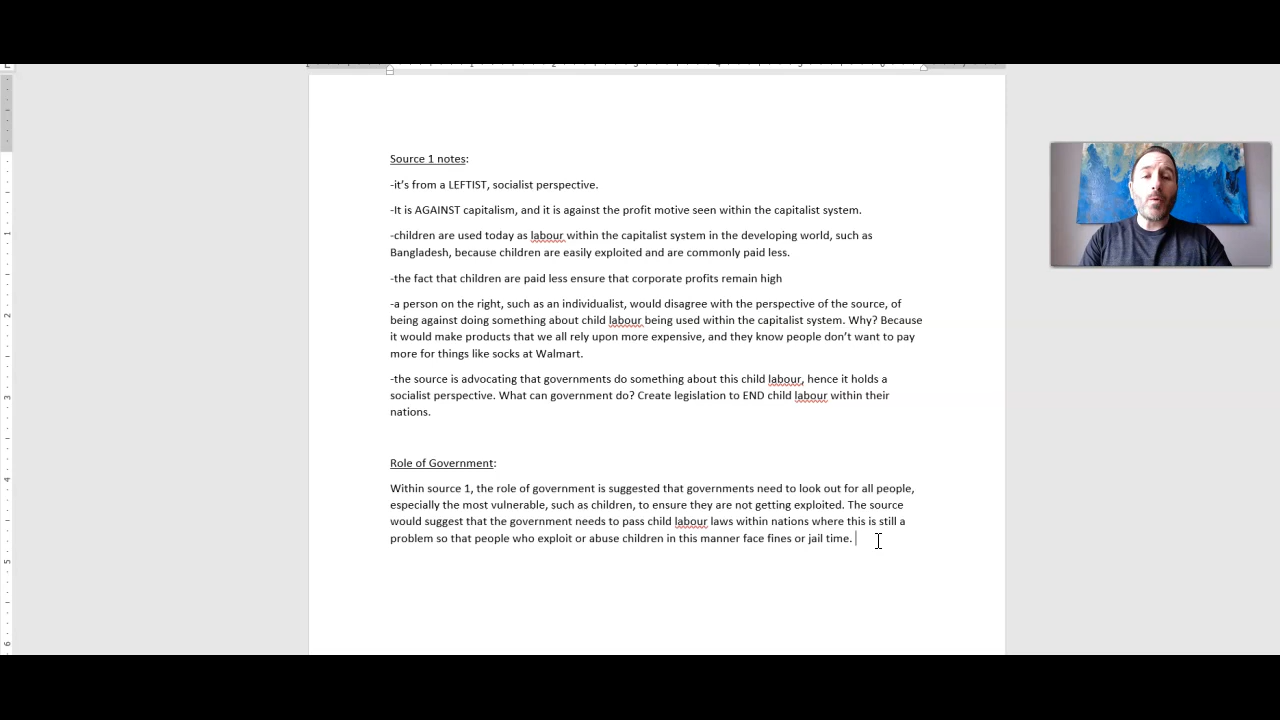 Source 1 notes:
-it's from a LEFTIST, socialist perspective.
-It is AGAINST capitalism, and it is against the profit motive seen within the capitalist system.
-children are used today as labour within the capitalist system in the developing world, such as
Bangladesh, because children are easily exploited and are commonly paid less.
-the fact that children are paid less ensure that corporate profits remain high
-a person on the right, such as an individualist, would disagree with the perspective of the source, of
being against doing something about child labour being used within the capitalist system. Why? Because
it would make products that we all rely upon more expensive, and they know people don't want to pay
more for things like socks at Walmart.
-the source is advocating that governments do something about this child labour, hence it holds a
socialist perspective. What can government do? Create legislation to END child labour within their
nations.
Role of Government:
Within source 1, the role of government is suggested that governments need to look out for all people,
especially the most vulnerable, such as children, to ensure they are not getting exploited. The source
would suggest that the government needs to pass child labour laws within nations where this is still a
problem so that people who exploit or abuse children in this manner face fines or jail time.
1
2
3
4
5
6